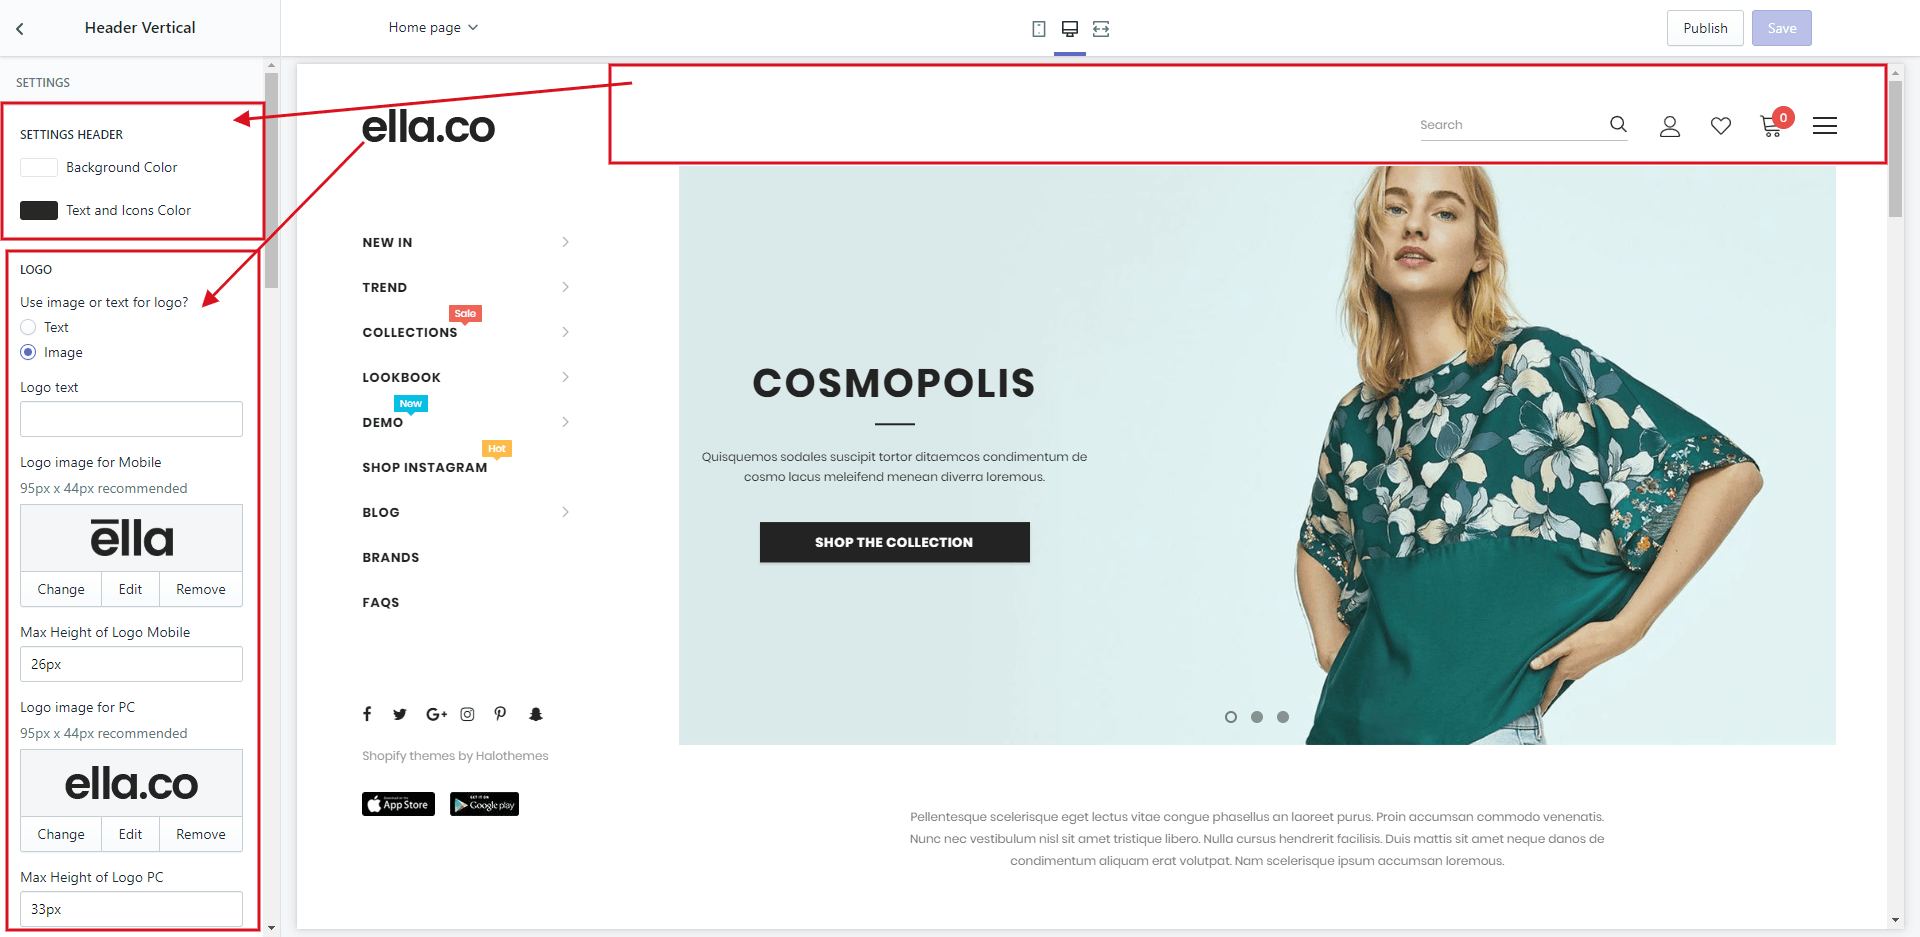 Header Vertical
Home page
Publish
Save
SETTINGS
SETTINGS HEADER
Background Color
Text and Icons Color
LOGO
Use image or text for logo?
Text
Image
Logo text
Logo image for Mobile
95px x 44px recommended
ella
Change Edit Remove
Max Height of Logo Mobile
26px
Logo image for PC
95px x 44px recommended
ella.co
Change Edit Remove
Max Height of Logo PC
33px
ella.co
Search
0
NEW IN
TREND
Sale
COLLECTIONS
LOOKBOOK
New
DEMO
Hot
SHOP INSTAGRAM
BLOG
BRANDS
FAQS
G+
Shopify themes by Halothemes
Download on the
App Store
GET IT ON
Google play
COSMOPOLIS
Quisquemos sodales suscipit tortor ditaemcos condimentum de
cosmo lacus meleifend menean diverra loremous.
SHOP THE COLLECTION
Pellentesque scelerisque eget lectus vitae congue phasellus an laoreet purus. Proin accumsan commodo venenatis.
Nunc nec vestibulum nisl sit amet tristique libero. Nulla cursus hendrerit facilisis. Duis mattis sit amet neque danos de
condimentum aliquam erat volutpat. Nam scelerisque ipsum accumsan loremous.